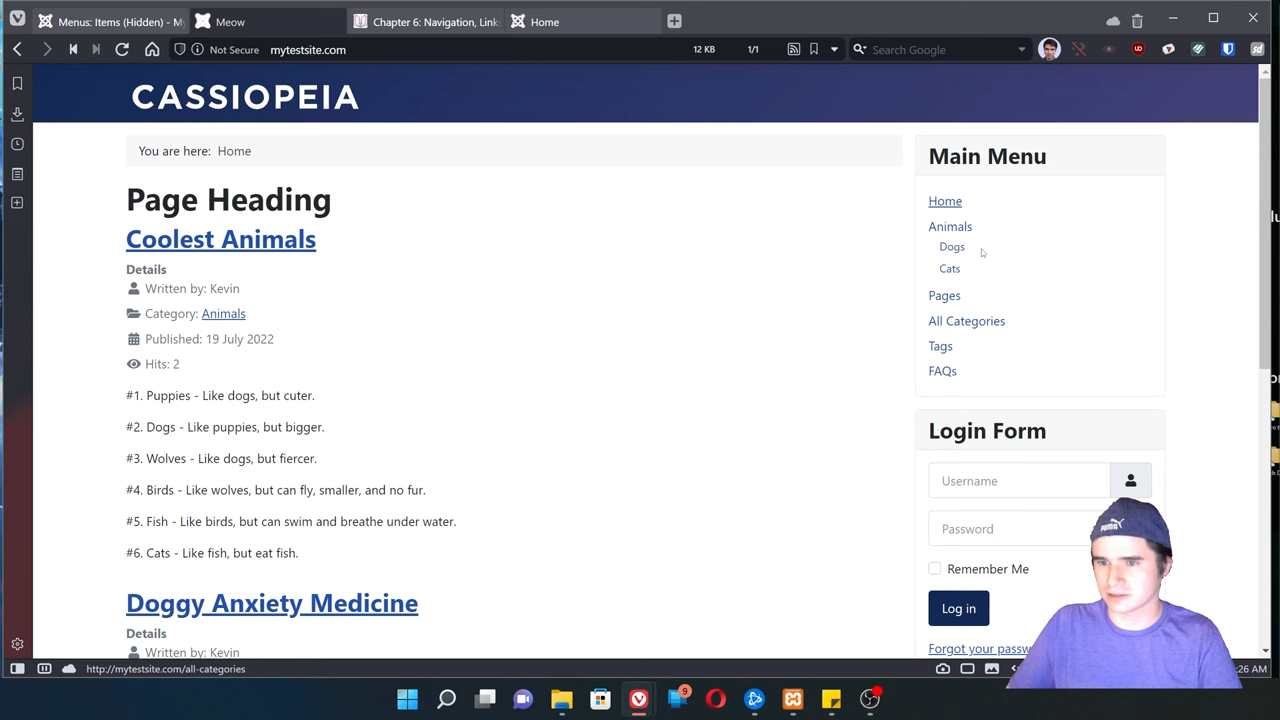 Menus: Items (Hidden) - My
Meow
Chapter 6: Navigation, Link
Home
Not Secure
mytestsite.com
12 KB
1/1
Search Google
CASSIOPEIA
You are here: Home
Page Heading
Coolest Animals
Details
Written by: Kevin
Category: Animals
Published: 19 July 2022
Hits: 2
#1. Puppies - Like dogs, but cuter.
#2. Dogs - Like puppies, but bigger.
#3. Wolves - Like dogs, but fiercer.
#4. Birds - Like wolves, but can fly, smaller, and no fur.
#5. Fish - Like birds, but can swim and breathe under water.
#6. Cats - Like fish, but eat fish.
Doggy Anxiety Medicine
Details
Written by: Kevin
Main Menu
Home
Animals
Dogs
Cats
Pages
All Categories
Tags
FAQs
Login Form
Username
Password
Remember Me
Log in
Forgot your passw
http://mytestsite.com/all-categories
:26 AM
9
PUMA